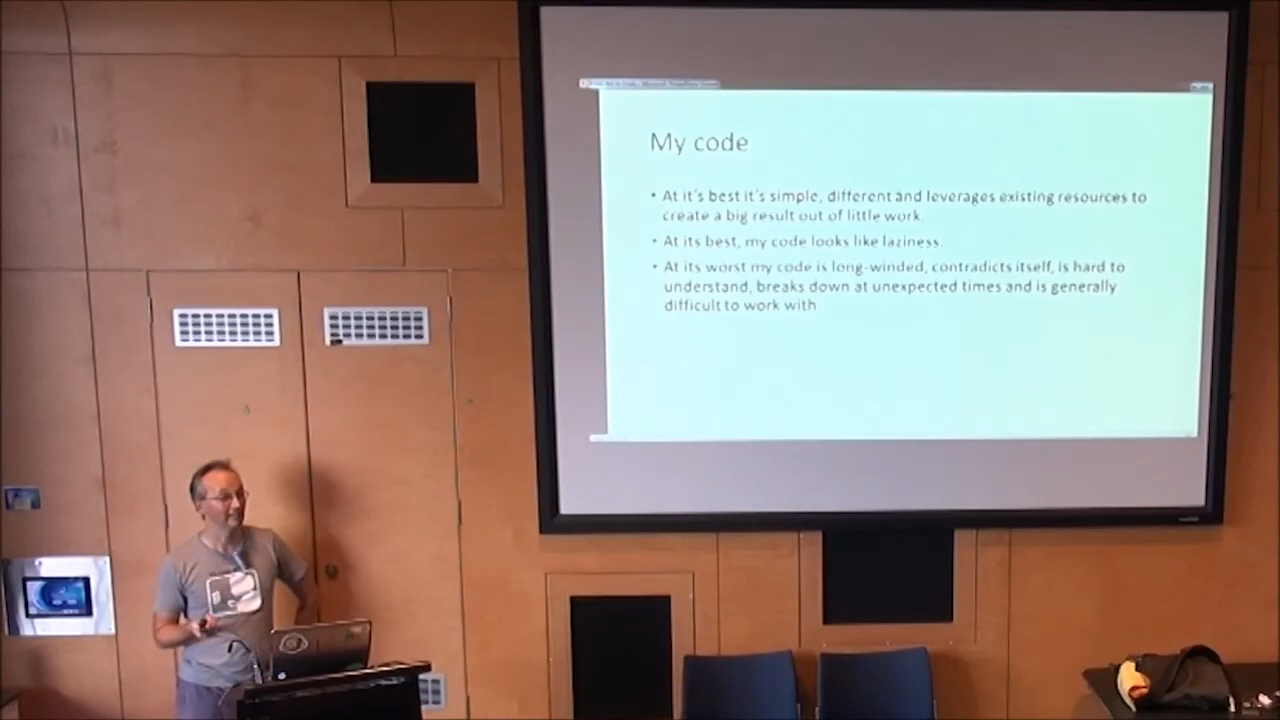 My code
• At it's best it's simple, different and leverages existing resources to
create a big result out of little work.
• At its best, my code looks like laziness.
• At its worst my code is long-winded, contradicts itself, is hard to
understand, breaks down at unexpected times and is generally
difficult to work with.